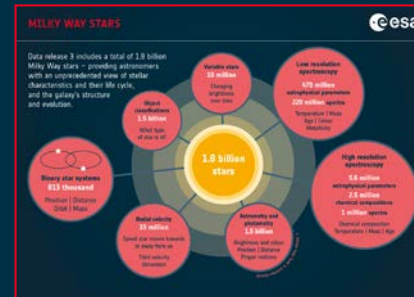 MILKY WAY STARS
esa
Data release 3 includes a total of 1.8 billion
Milky Way stars – providing astronomers
with an unprecedented view of stellar
characteristics and their life cycle,
and the galaxy's structure
and evolution.
Variable stars
10 million
Changing
brightness
over time
Low resolution
spectroscopy
470 million
astrophysical parameters
220 million spectra
Temperature | Mass
Age | Colour
Metallicity
Object
classifications
1.5 billion
What type
of star is it?
1.8 billion
stars
Binary star systems
813 thousand
Position | Distance
Orbit | Mass
High resolution
spectroscopy
5.6 million
astrophysical parameters
2.5 million
chemical compositions
1 million spectra
Chemical composition
Temperature | Mass | Age
Radial velocity
33 million
Speed star moves towards
or away from us
Third velocity
dimension
Astrometry and
photometry
1.5 billion
Brightness and colour
Position | Distance
Proper motions